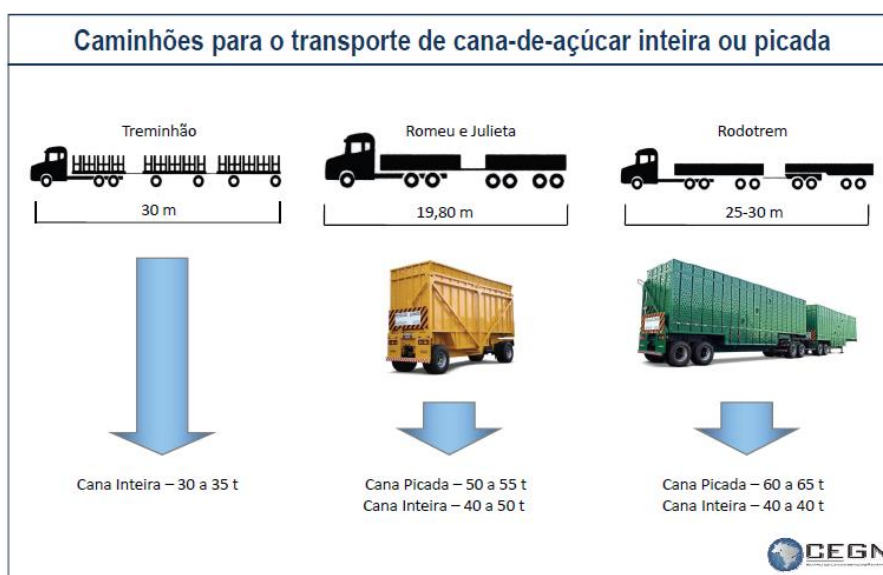 Caminhões para o transporte de cana-de-açúcar inteira ou picada
Treminhão
Romeu e Julieta
Rodotrem
30 m
19,80 m
25-30 m
Cana Inteira – 30 a 35 t
Cana Picada – 50 a 55 t
Cana Inteira – 40 a 50 t
Cana Picada – 60 a 65 t
Cana Inteira – 40 a 40 t
CEGN